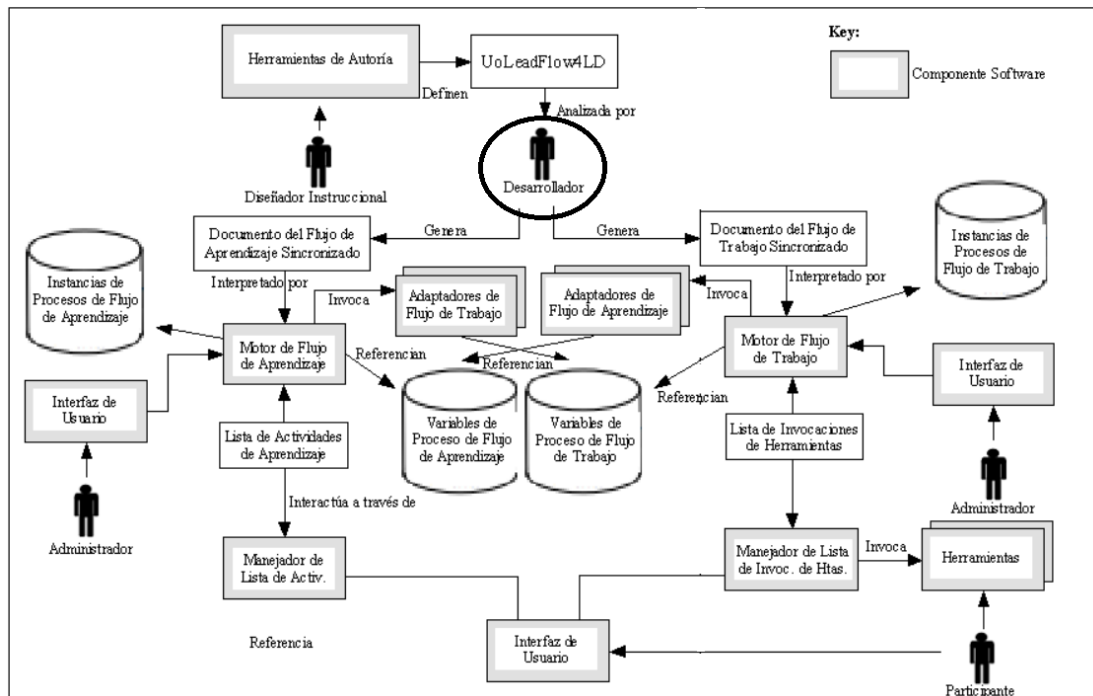 Key:
Componente Software
Herramientas de Autoría
Definen
UoLeadFlow4LD
Analizada por
Diseñador Instruccional
Desarrollador
Genera
Genera
Documento del Flujo de
Aprendizaje Sincronizado
Documento del Flujo de
Trabajo Sincronizado
Instancias de
Procesos de Flujo
de Aprendizaje
Instancias de
Procesos de
Flujo de Trabajo
Interpretado por
Interpretado por
Invoca
Adaptadores de
Flujo de Trabajo
Adaptadores de
Flujo de Aprendizaje
Invoca
Motor de Flujo
de Aprendizaje
Motor de Flujo
de Trabajo
Referencian
Referencian
Referencian
Interfaz de
Usuario
Interfaz de
Usuario
Lista de Actividades
de Aprendizaje
Variables de
Proceso de Flujo
de Aprendizaje
Variables de
Proceso de Flujo
de Trabajo
Lista de Invocaciones
de Herramientas
Interactúa a través de
Administrador
Administrador
Manejador de
Lista de Activ.
Manejador de Lista
de Invoc. de Htas.
Invoca
Herramientas
Referencia
Interfaz de
Usuario
Participante